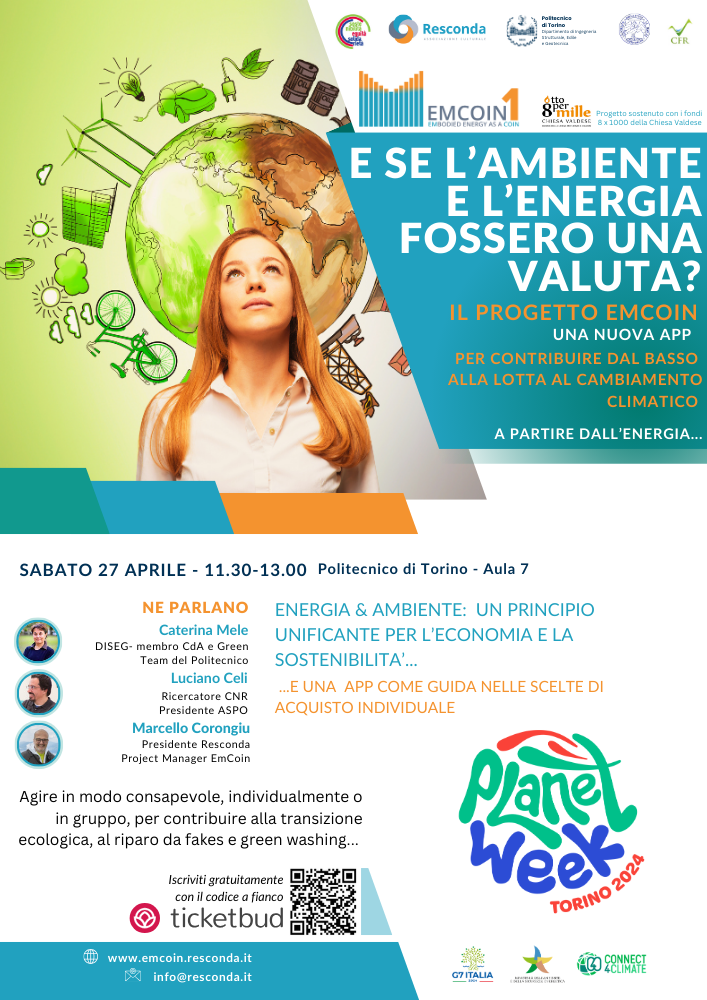 Resconda
ASSOCIAZIONE CULTURALE
Politecnico
di Torino
Dipartimento di Ingegneria
Strutturale, Edile
e Geotecnica
CFR
EMCOIN1
EMBODIED ENERGY AS A COIN
8 otto per mille
CHIESA VALDESE
Progetto sostenuto con i fondi
8 x 1000 della Chiesa Valdese
E SE L'AMBIENTE
E L'ENERGIA
FOSSERO UNA
VALUTA?
IL PROGETTO EMCOIN
UNA NUOVA APP
PER CONTRIBUIRE DAL BASSO
ALLA LOTTA AL CAMBIAMENTO
CLIMATICO
A PARTIRE DALL'ENERGIA...
SABATO 27 APRILE - 11.30-13.00 Politecnico di Torino - Aula 7
NE PARLANO
Caterina Mele
DISEG- membro CdA e Green
Team del Politecnico
Luciano Celi
Ricercatore CNR
Presidente ASPO
Marcello Corongiu
Presidente Resconda
Project Manager EmCoin
ENERGIA & AMBIENTE: UN PRINCIPIO
UNIFICANTE PER L'ECONOMIA E LA
SOSTENIBILITA'...
...E UNA APP COME GUIDA NELLE SCELTE DI
ACQUISTO INDIVIDUALE
Agire in modo consapevole, individualmente o
in gruppo, per contribuire alla transizione
ecologica, al riparo da fakes e green washing...
Planet
Week
TORINO 2024
Iscriviti gratuitamente
con il codice a fianco
ticketbud
www.emcoin.resconda.it
info@resconda.it
G7 ITALIA
CONNECT
4CLIMATE